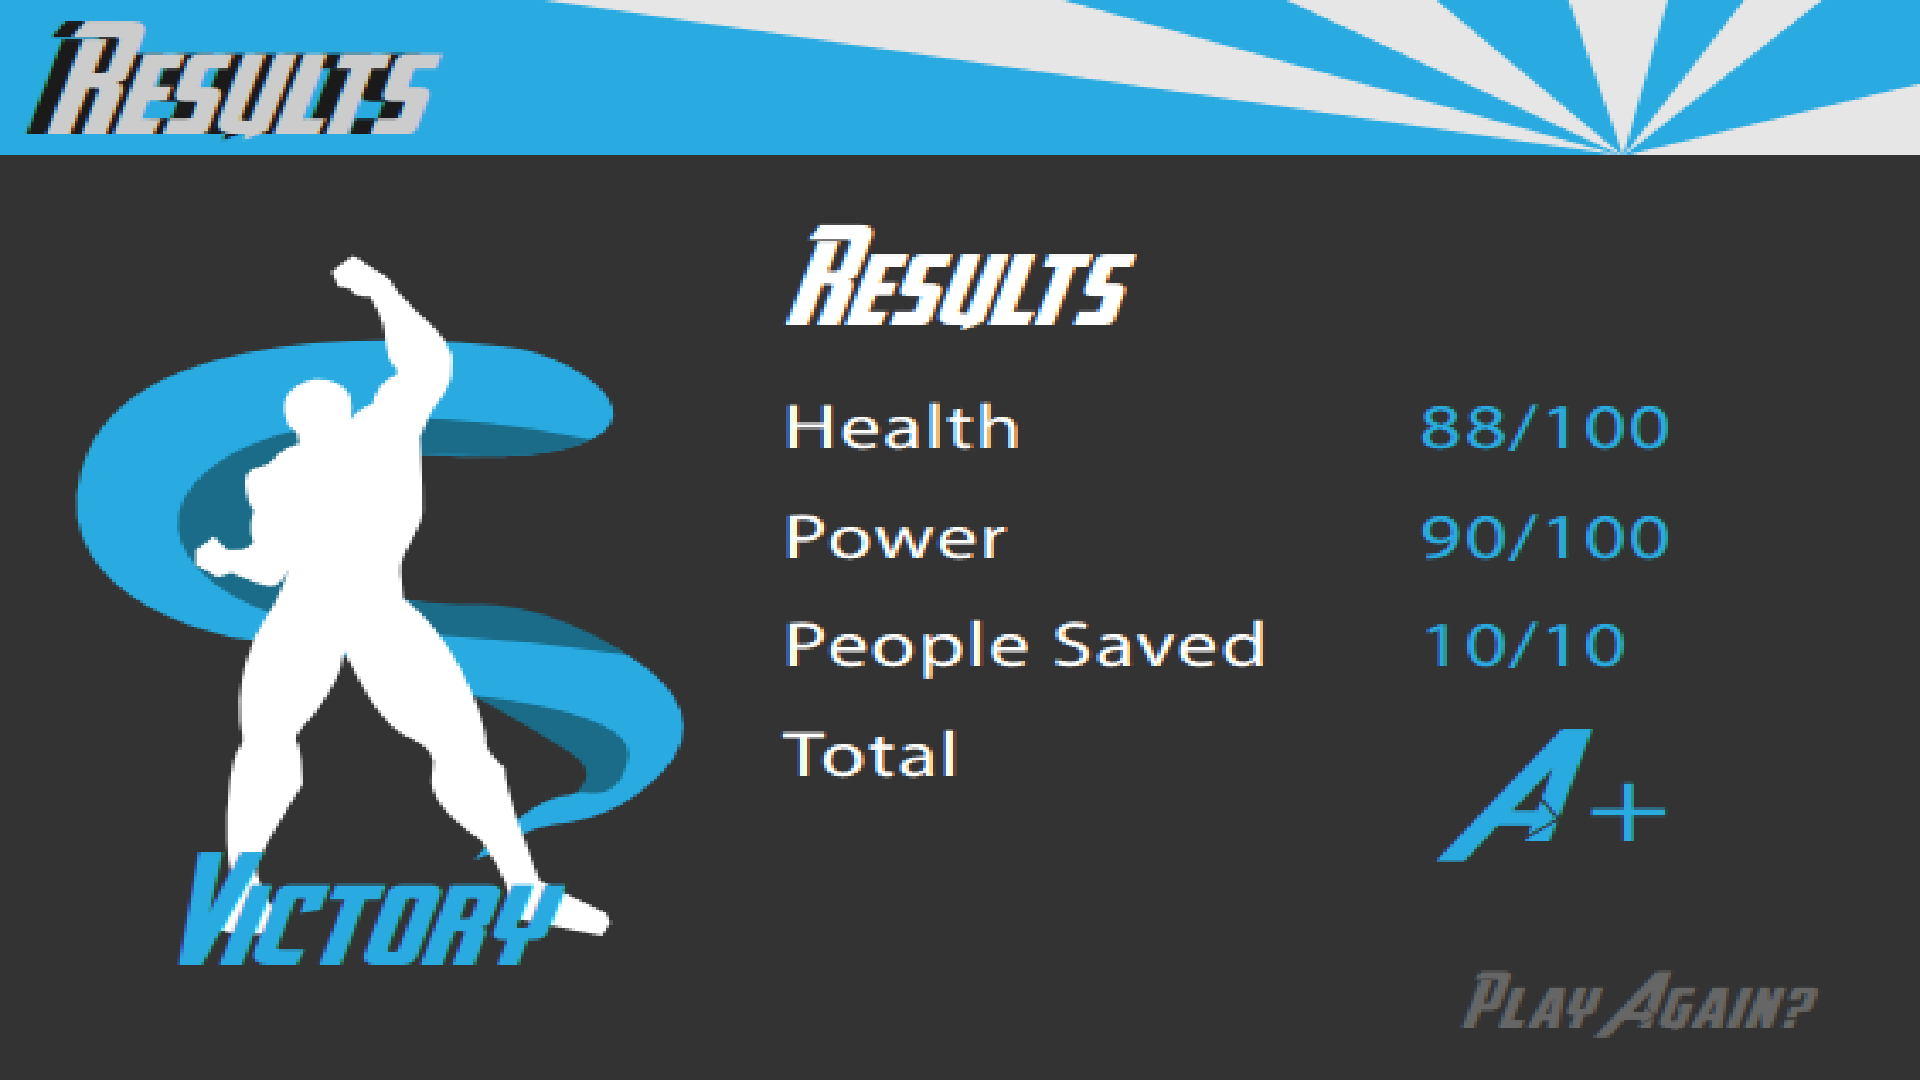 Results
Results
Health 88/100
Power 90/100
People Saved 10/10
Total A+
Victory
Play Again?